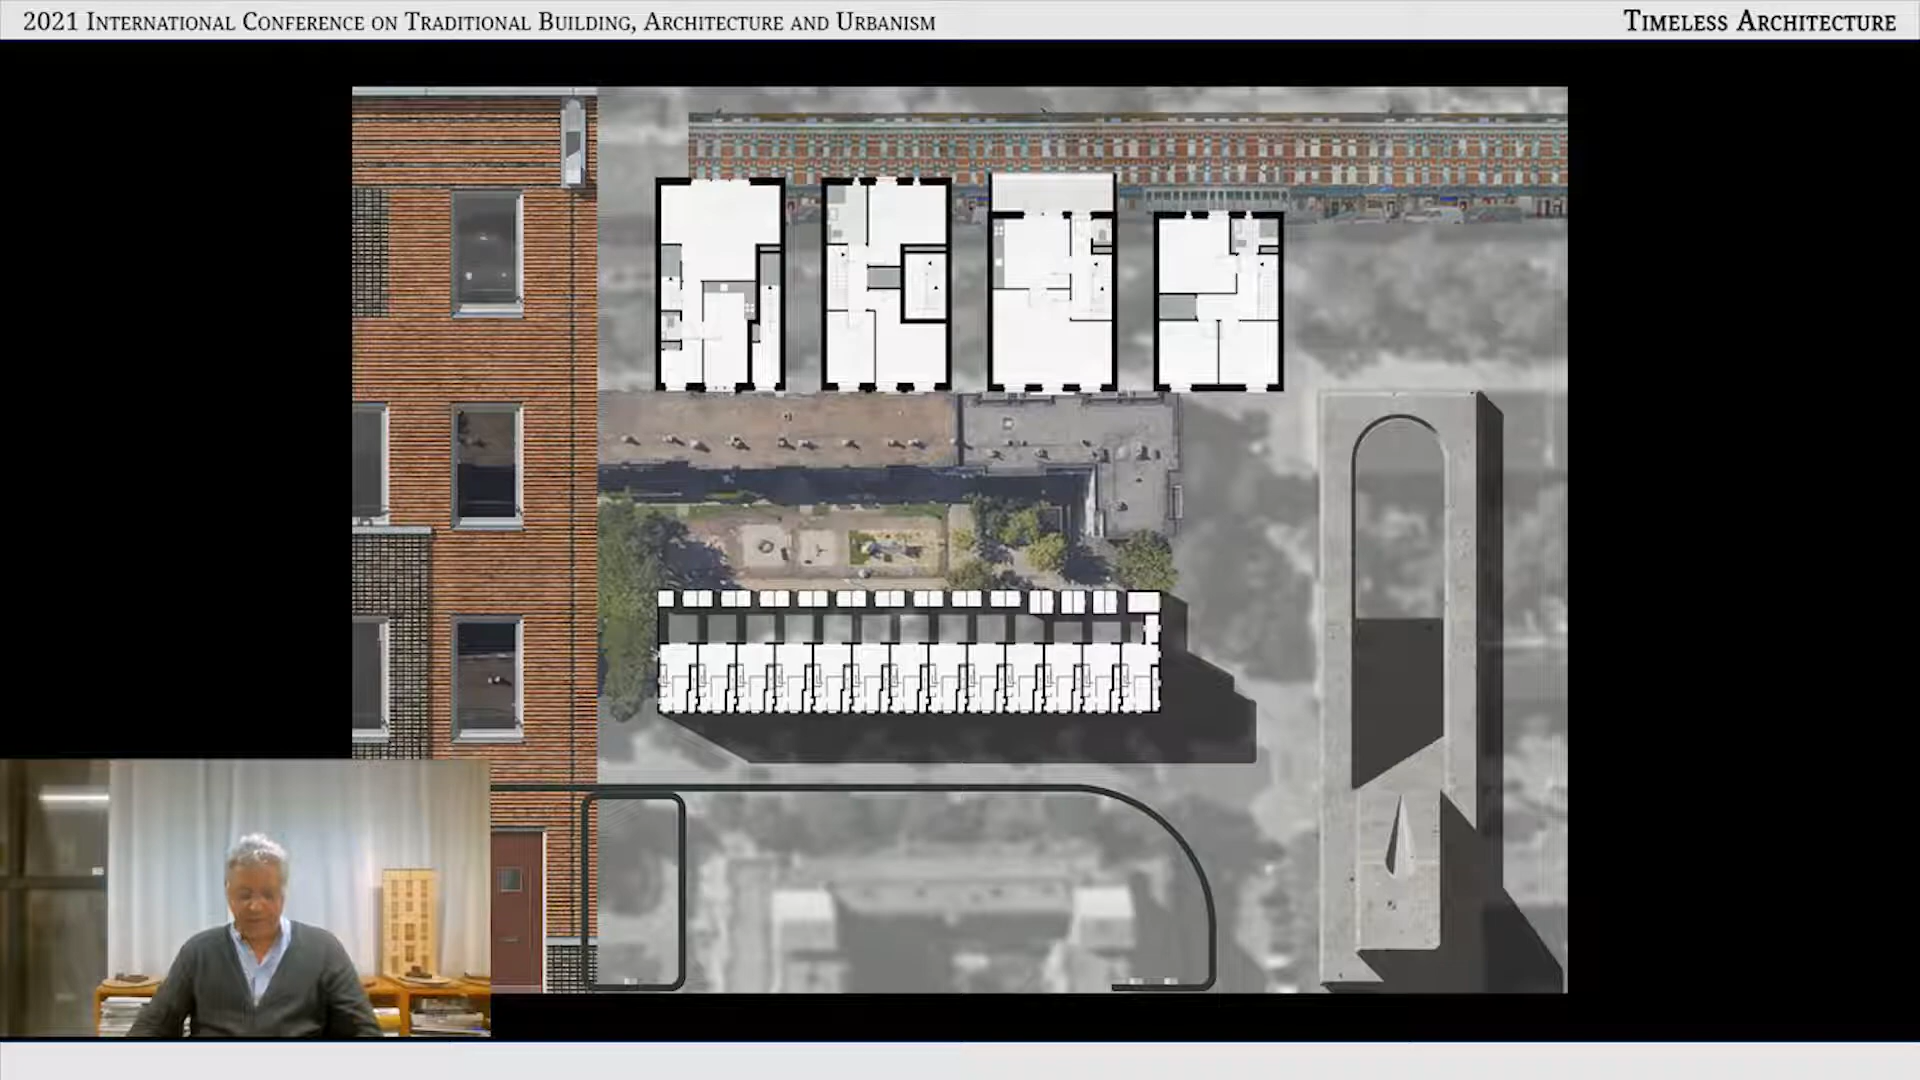 2021 International Conference on Traditional Building, Architecture and Urbanism
Timeless Architecture